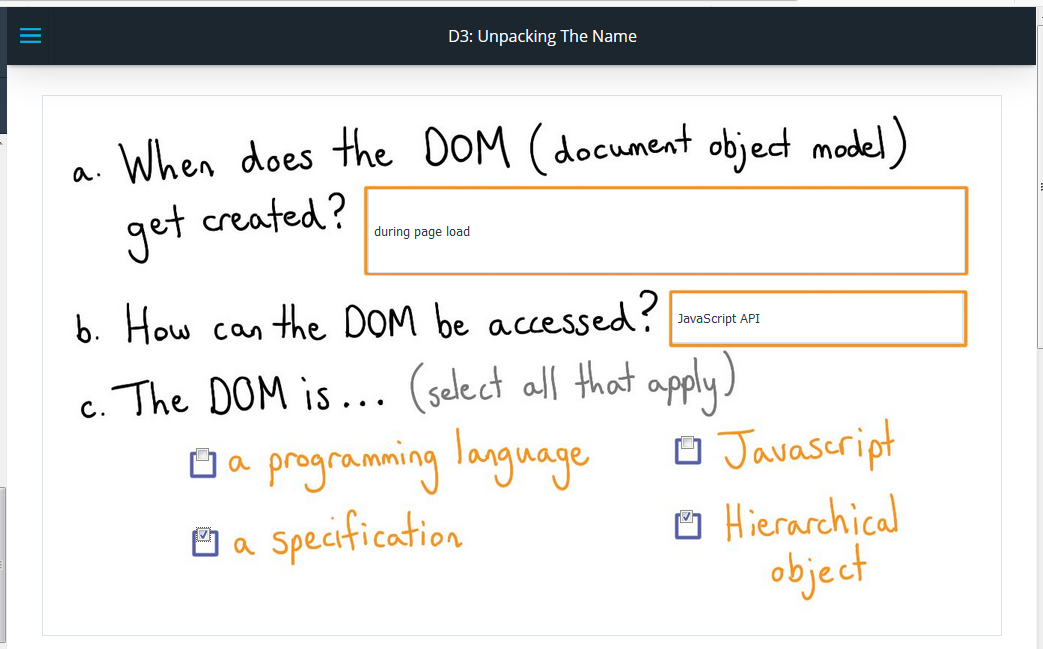 D3: Unpacking The Name
a. When does the DOM (document object model)
get created?
during page load
b. How can the DOM be accessed?
JavaScript API
c. The DOM is... (select all that apply)
a programming language
Javascript
a specification
Hierarchical
object